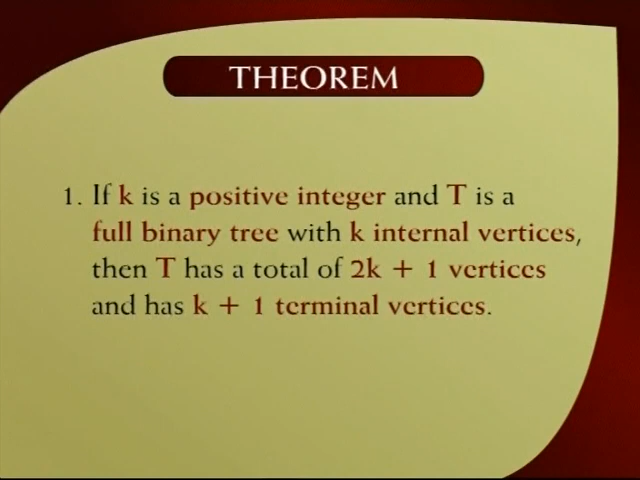 THEOREM
1. If k is a positive integer and T is a
full binary tree with k internal vertices,
then T has a total of 2k + 1 vertices
and has k + 1 terminal vertices.